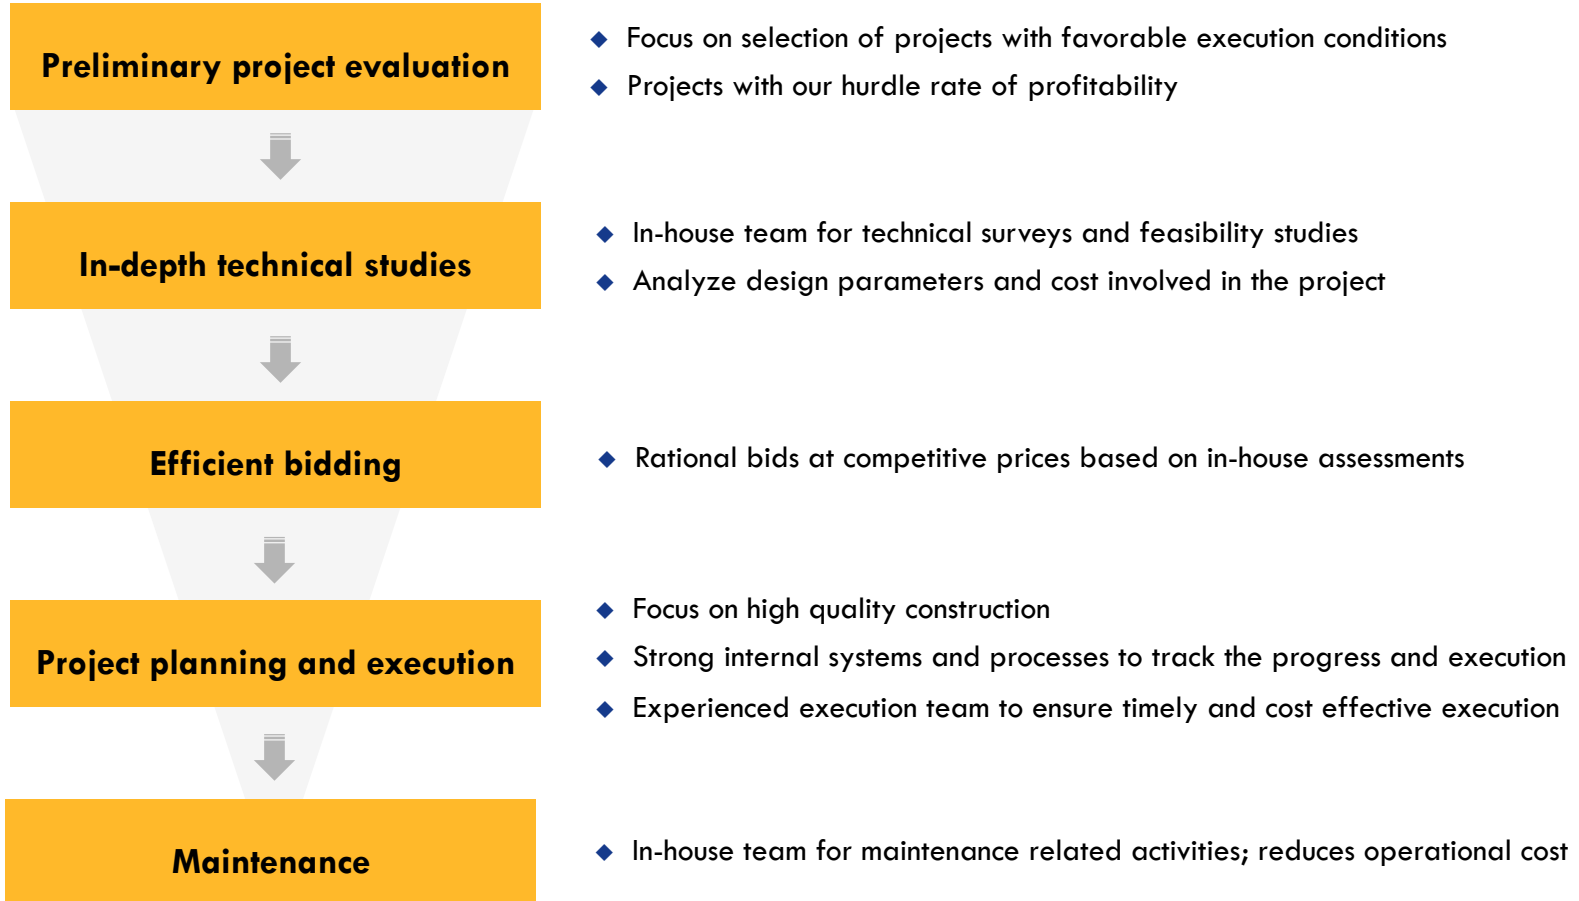 Preliminary project evaluation
◆ Focus on selection of projects with favorable execution conditions
◆ Projects with our hurdle rate of profitability
In-depth technical studies
◆ In-house team for technical surveys and feasibility studies
◆ Analyze design parameters and cost involved in the project
Efficient bidding
◆ Rational bids at competitive prices based on in-house assessments
Project planning and execution
◆ Focus on high quality construction
◆ Strong internal systems and processes to track the progress and execution
◆ Experienced execution team to ensure timely and cost effective execution
Maintenance
◆ In-house team for maintenance related activities; reduces operational cost